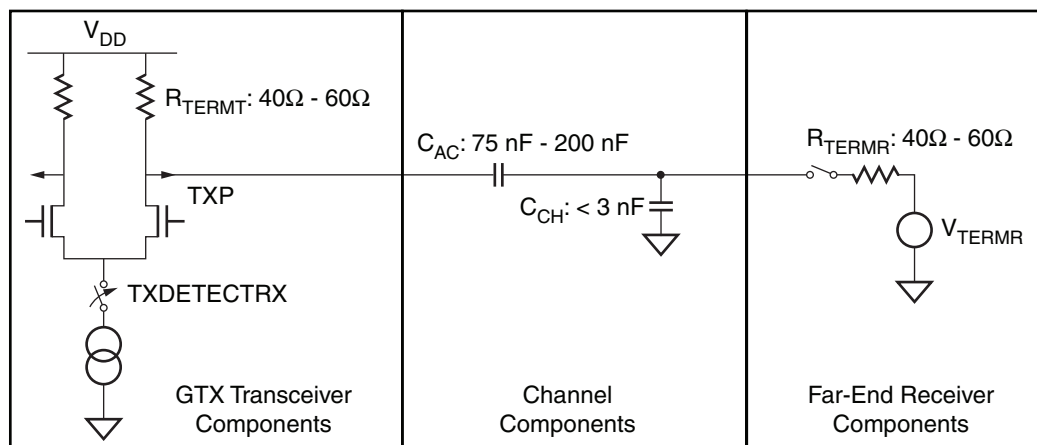 V_DD
R_TERMT: 40Ω - 60Ω
C_AC: 75 nF - 200 nF
R_TERMR: 40Ω - 60Ω
TXP
C_CH: < 3 nF
V_TERMR
TXDETECTRX
GTX Transceiver
Components
Channel
Components
Far-End Receiver
Components